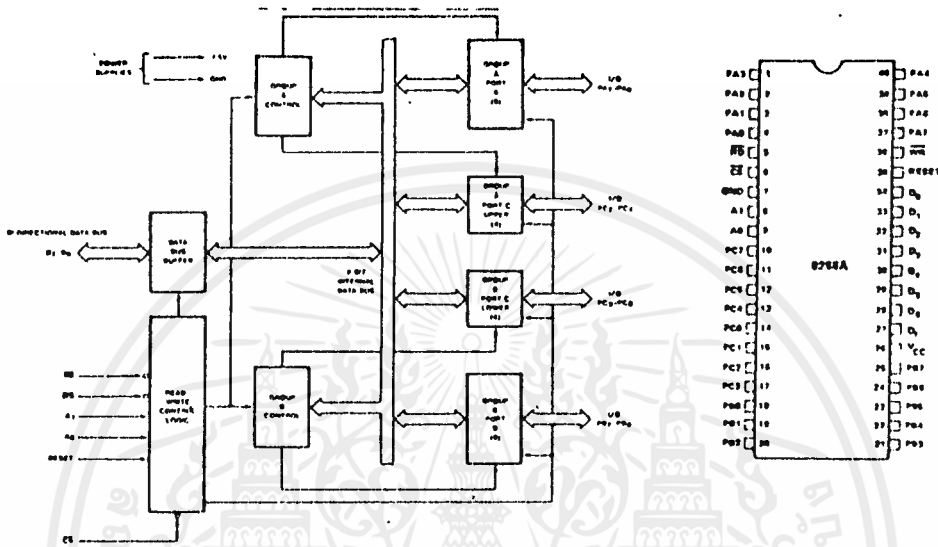 POWER
SUPPLIES
+5V
GND
GROUP
A
CONTROL
GROUP
A
PORT
A
(8)
I/O
PA7-PA0
GROUP
A
PORT C
UPPER
(4)
I/O
PC7-PC4
BI-DIRECTIONAL DATA BUS
D7-D0
DATA
BUS
BUFFER
8 BIT
INTERNAL
DATA BUS
GROUP
B
PORT C
LOWER
(4)
I/O
PC3-PC0
RD
WR
A1
A0
RESET
READ
WRITE
CONTROL
LOGIC
GROUP
B
CONTROL
GROUP
B
PORT
B
(8)
I/O
PB7-PB0
CS
PA3 1 40 PA4
PA2 2 39 PA5
PA1 3 38 PA6
PA0 4 37 PA7
RD 5 36 WR
CS 6 35 RESET
GND 7 34 D0
A1 8 33 D1
A0 9 32 D2
PC7 10 31 D3
PC6 11 30 D4
PC5 12 29 D5
PC4 13 28 D6
PC0 14 27 D7
PC1 15 26 VCC
PC2 16 25 PB7
PC3 17 24 PB6
PB0 18 23 PB5
PB1 19 22 PB4
PB2 20 21 PB3
8255A